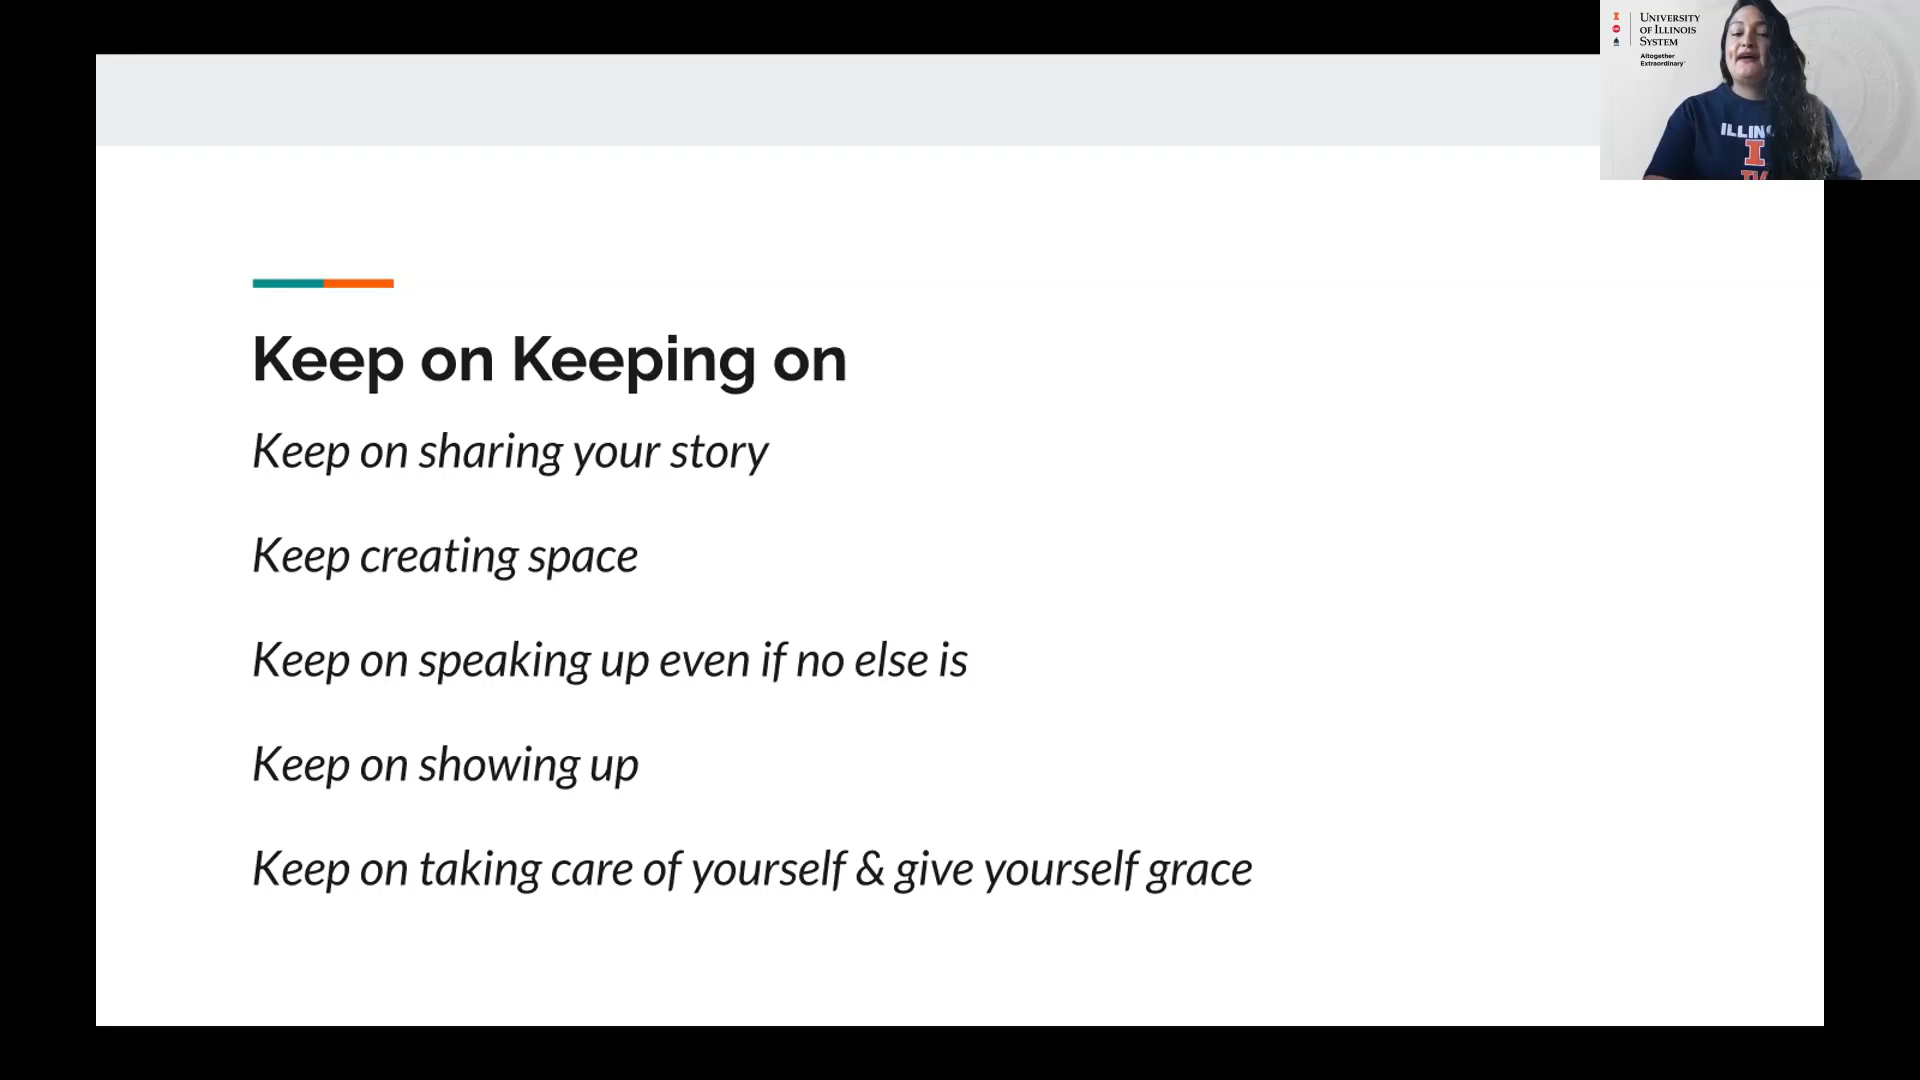 UNIVERSITY
OF ILLINOIS
SYSTEM
Altogether
Extraordinary
ILLIN
I
Keep on Keeping on
Keep on sharing your story
Keep creating space
Keep on speaking up even if no else is
Keep on showing up
Keep on taking care of yourself & give yourself grace